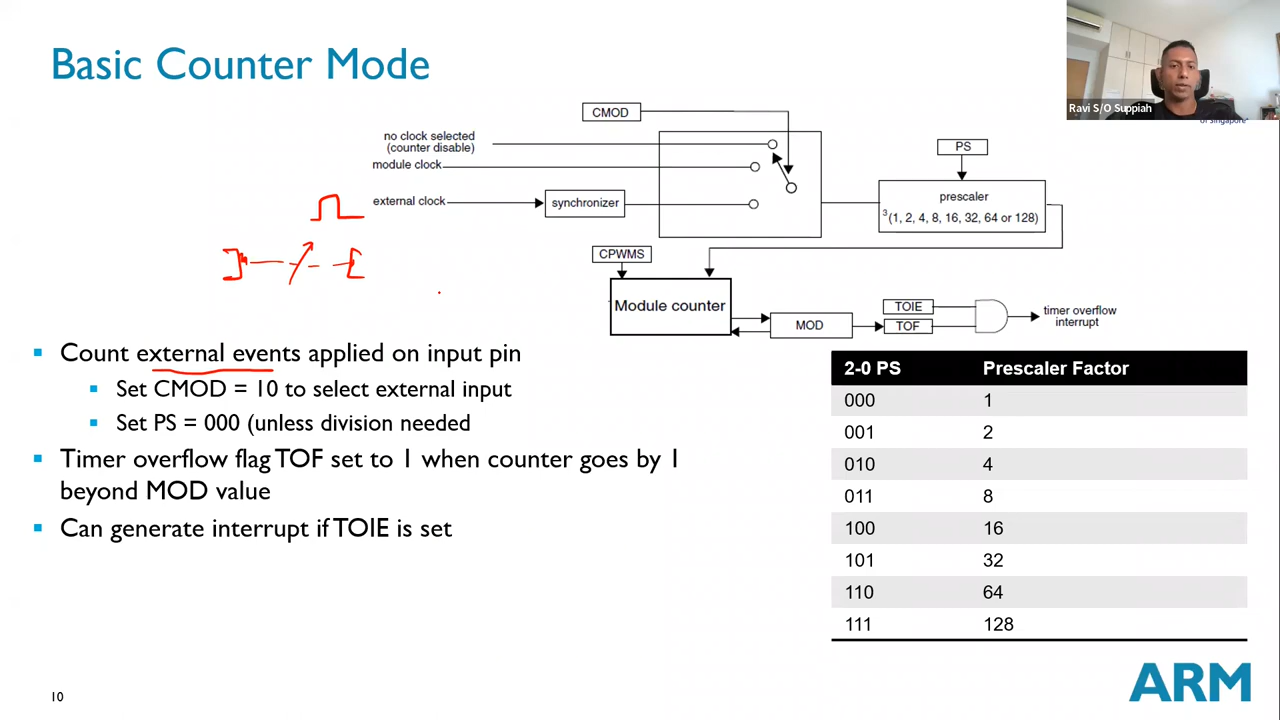 Basic Counter Mode
Ravi S/O Suppiah
of Singapore
CMOD
no clock selected
(counter disable)
module clock
external clock
synchronizer
PS
prescaler
3(1, 2, 4, 8, 16, 32, 64 or 128)
CPWMS
Module counter
MOD
TOIE
TOF
timer overflow
interrupt
Count external events applied on input pin
Set CMOD = 10 to select external input
Set PS = 000 (unless division needed
Timer overflow flag TOF set to 1 when counter goes by 1
beyond MOD value
Can generate interrupt if TOIE is set
2-0 PS Prescaler Factor
000 1
001 2
010 4
011 8
100 16
101 32
110 64
111 128
10
ARM